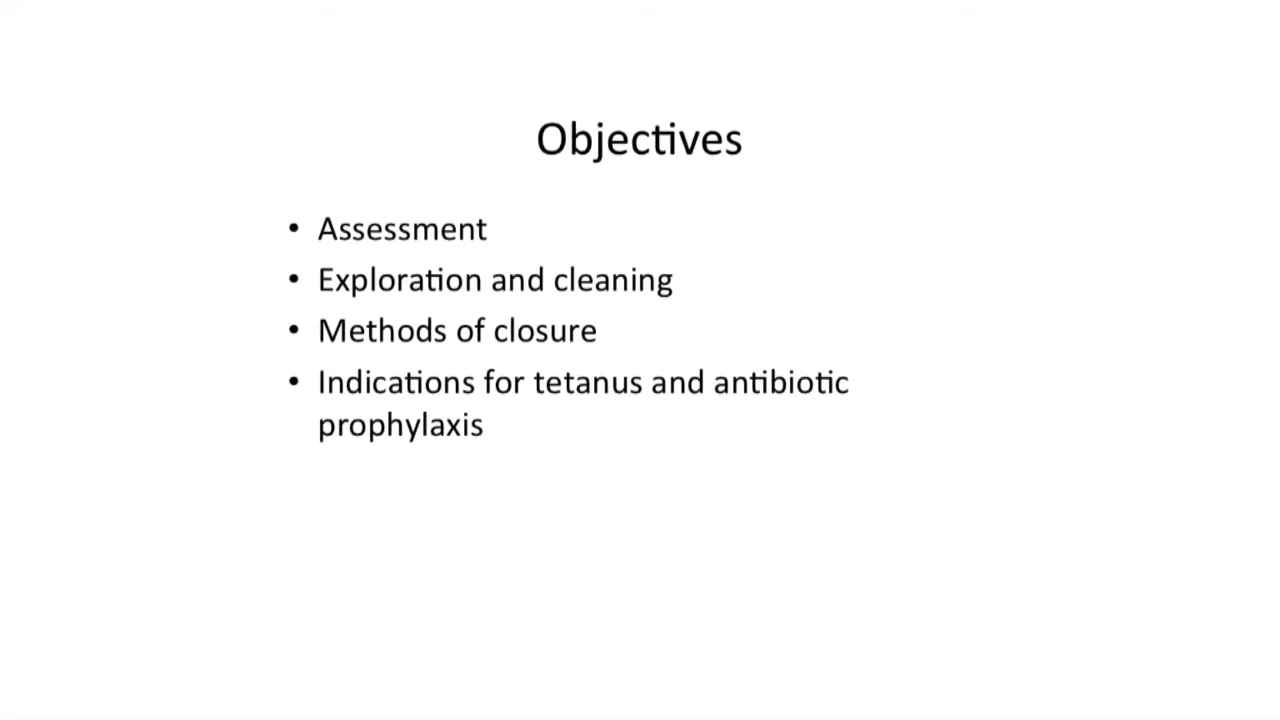 Objectives
• Assessment
• Exploration and cleaning
• Methods of closure
• Indications for tetanus and antibiotic
prophylaxis